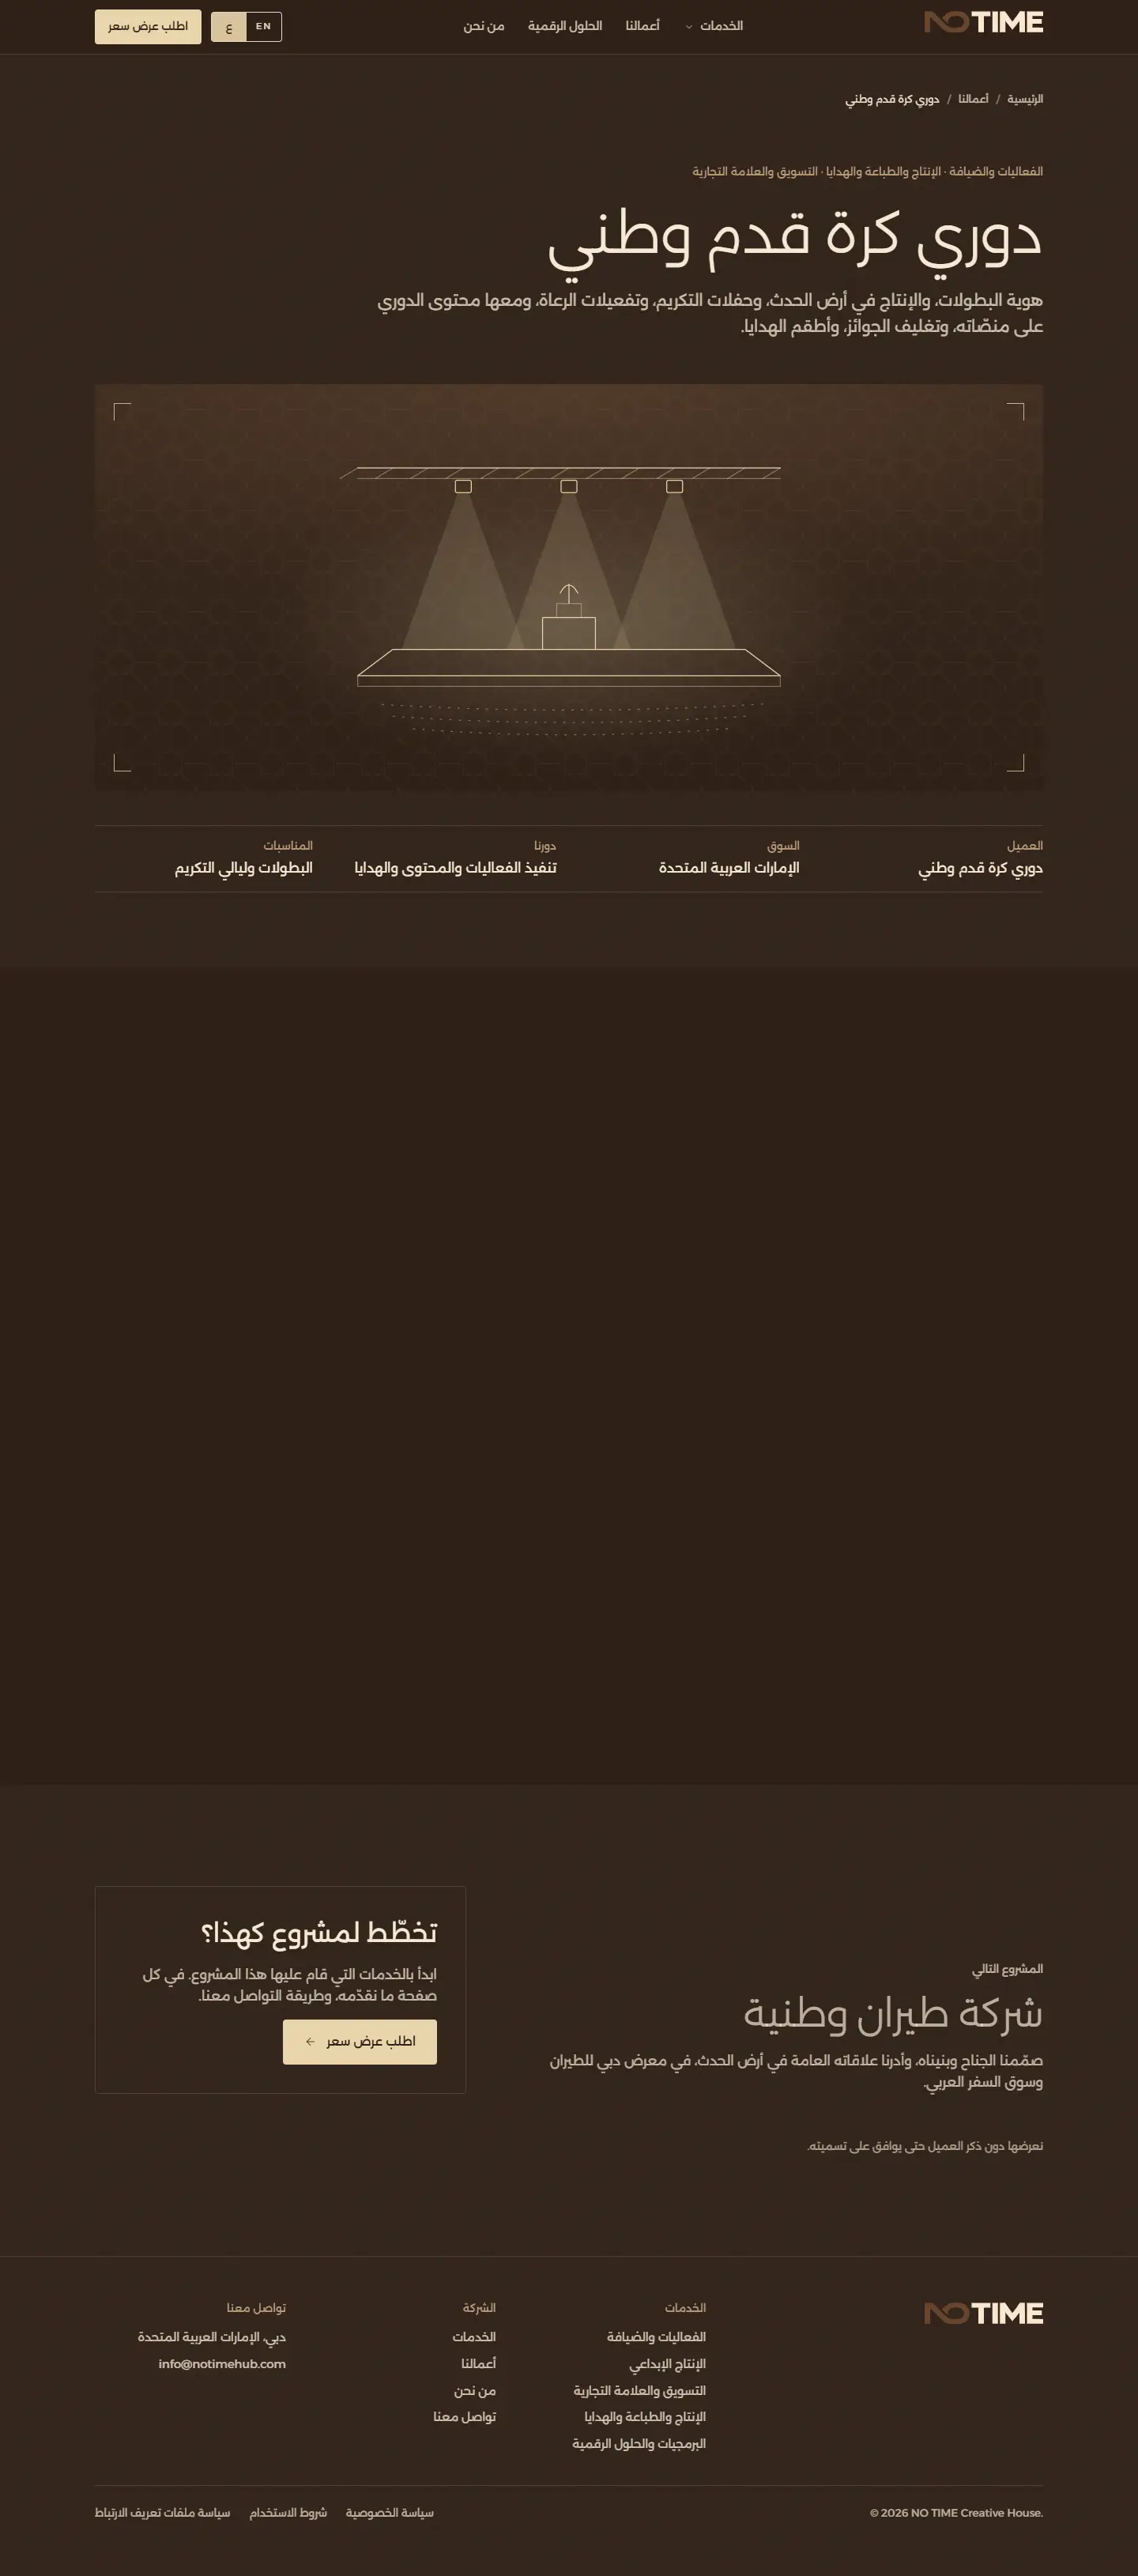 NO TIME
الخدمات
أعمالنا
الحلول الرقمية
من نحن
EN
ع
اطلب عرض سعر
الرئيسية / أعمالنا / دوري كرة قدم وطني
الفعاليات والضيافة · الإنتاج والطباعة والهدايا · التسويق والعلامة التجارية
دوري كرة قدم وطني
هوية البطولات، والإنتاج في أرض الحدث، وحفلات التكريم، وتفعيلات الرعاة، ومعها محتوى الدوري
على منصّاته، وتغليف الجوائز، وأطقم الهدايا.
العميل
دوري كرة قدم وطني
السوق
الإمارات العربية المتحدة
دورنا
تنفيذ الفعاليات والمحتوى والهدايا
المناسبات
البطولات وليالي التكريم
المشروع التالي
شركة طيران وطنية
صمّمنا الجناح وبنيناه، وأدرنا علاقاته العامة في أرض الحدث، في معرض دبي للطيران
وسوق السفر العربي.
نعرضها دون ذكر العميل حتى يوافق على تسميته.
تخطّط لمشروع كهذا؟
ابدأ بالخدمات التي قام عليها هذا المشروع. في كل
صفحة ما نقدّمه، وطريقة التواصل معنا.
اطلب عرض سعر ←
NO TIME
الخدمات
الفعاليات والضيافة
الإنتاج الإبداعي
التسويق والعلامة التجارية
الإنتاج والطباعة والهدايا
البرمجيات والحلول الرقمية
الشركة
الخدمات
أعمالنا
من نحن
تواصل معنا
تواصل معنا
دبي، الإمارات العربية المتحدة
info@notimehub.com
© 2026 NO TIME Creative House.
سياسة الخصوصية
شروط الاستخدام
سياسة ملفات تعريف الارتباط